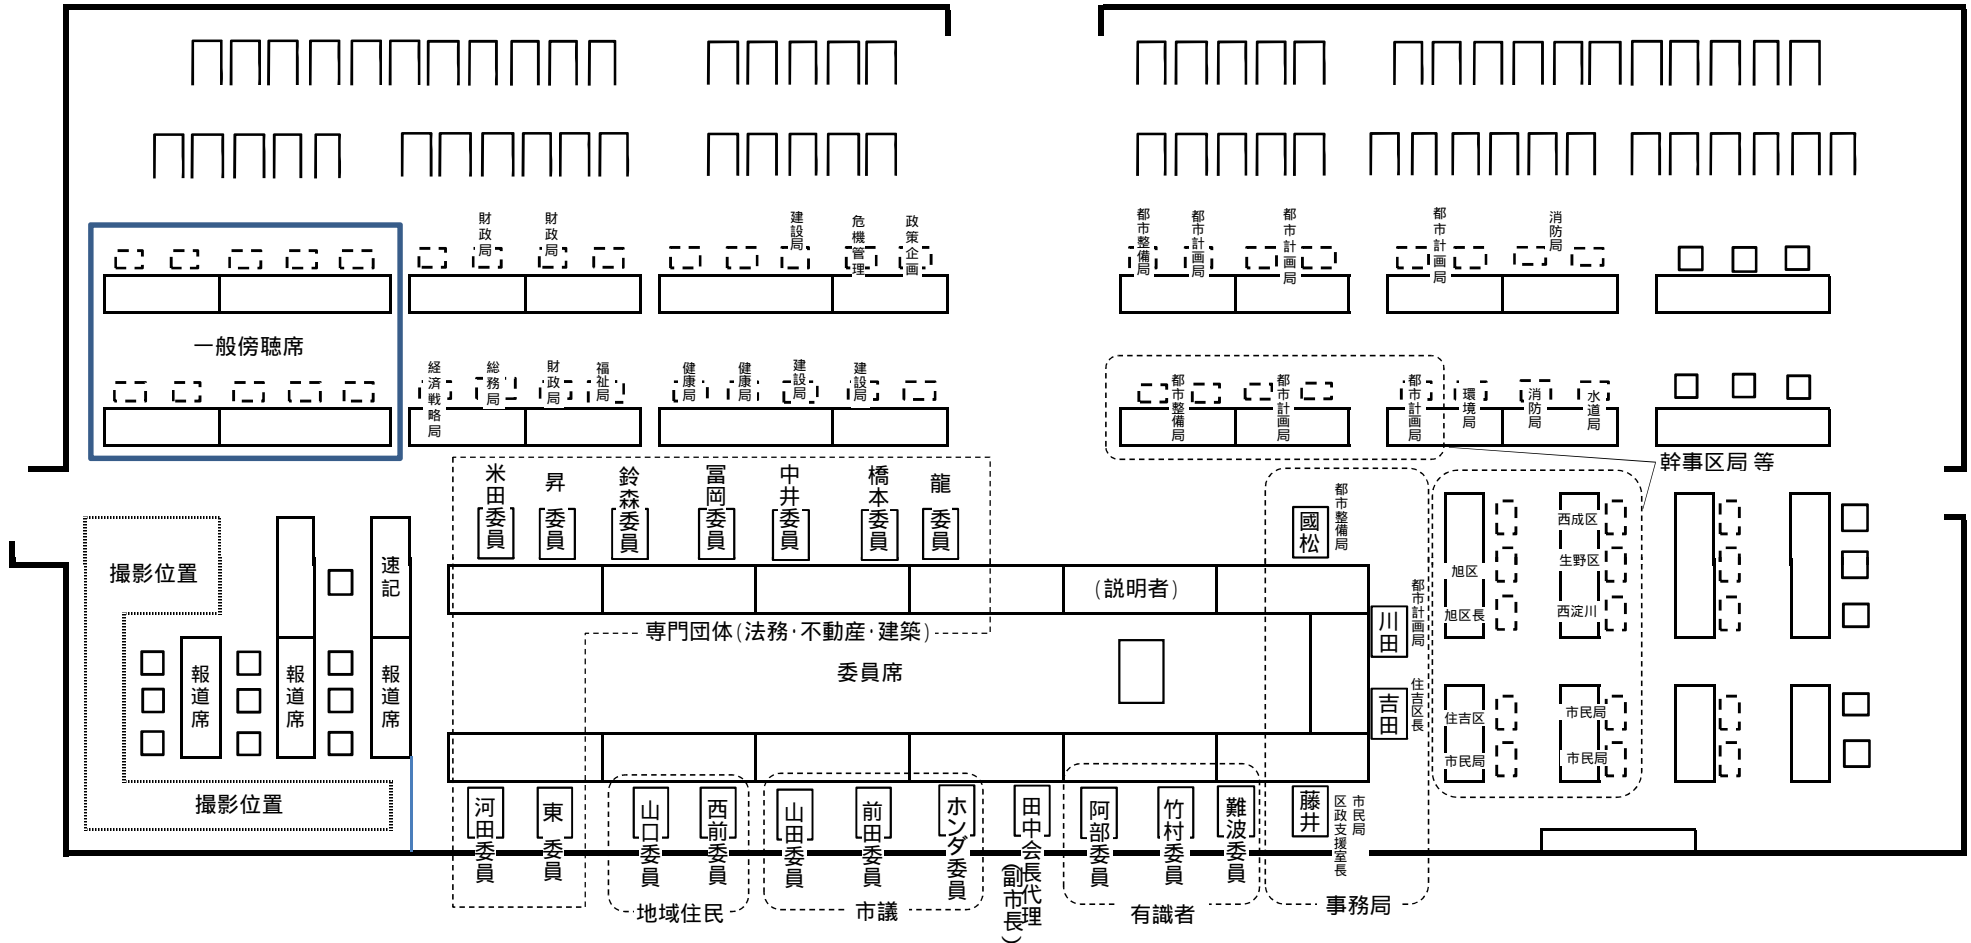 財政局
財政局
建設局
危機管理
政策企画
都市整備局
都市計画局
都市計画局
都市計画局
消防局
一般傍聴席
経済戦略局
総務局
財政局
福祉局
健康局
健康局
建設局
建設局
都市整備局
都市計画局
都市計画局
環境局
消防局
水道局
幹事区局 等
米田委員
昇 委員
鈴森委員
冨岡委員
中井委員
橋本委員
龍 委員
國松
都市整備局
西成区
生野区
西淀川
旭区
旭区長
撮影位置
速記
(説明者)
川田
都市計画局
専門団体(法務・不動産・建築)
委員席
報道席
報道席
報道席
吉田
住吉区長
住吉区
市民局
市民局
市民局
撮影位置
河田委員
東 委員
山口委員
西前委員
山田委員
前田委員
ホンダ委員
田中会長代理
(副市長)
阿部委員
竹村委員
難波委員
藤井
市民局
区政支援室長
地域住民
市議
有識者
事務局